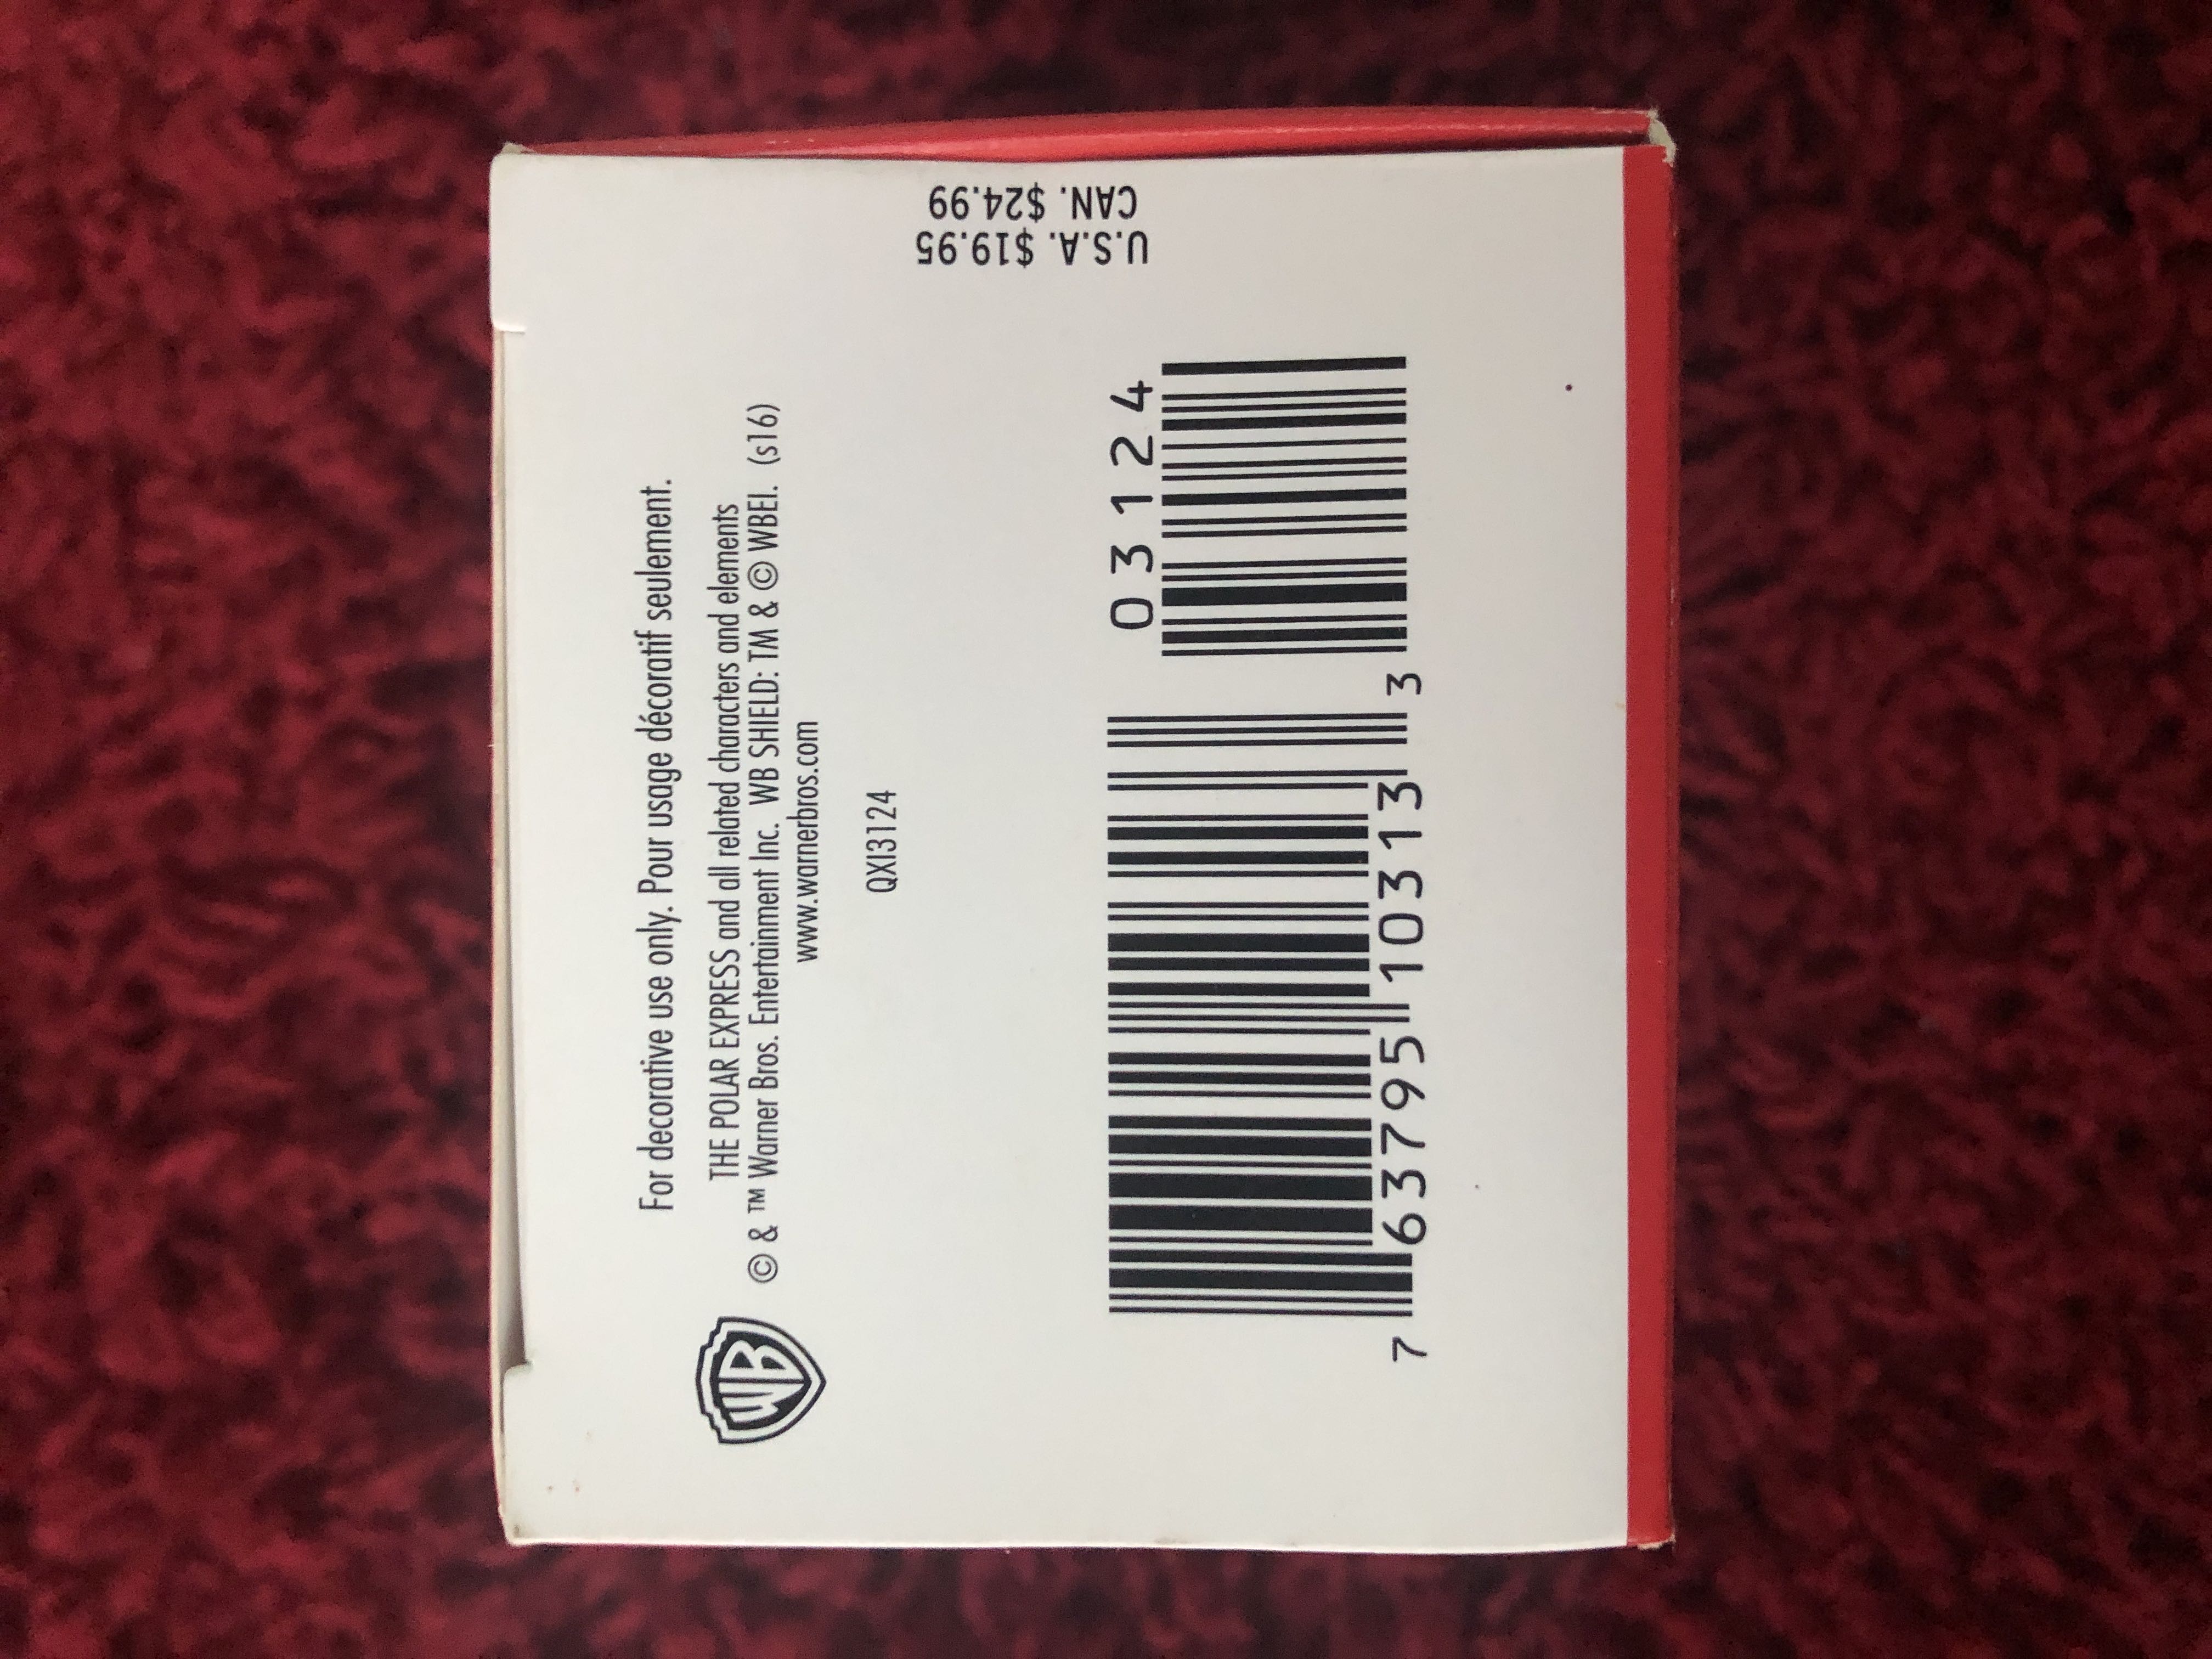 For decorative use only. Pour usage décoratif seulement.
THE POLAR EXPRESS and all related characters and elements
© & ™ Warner Bros. Entertainment Inc. WB SHIELD: TM & © WBEI. (s16)
www.warnerbros.com
WB
QXI3124
U.S.A. $19.95
CAN. $24.99
03124
7 63795 10313 3